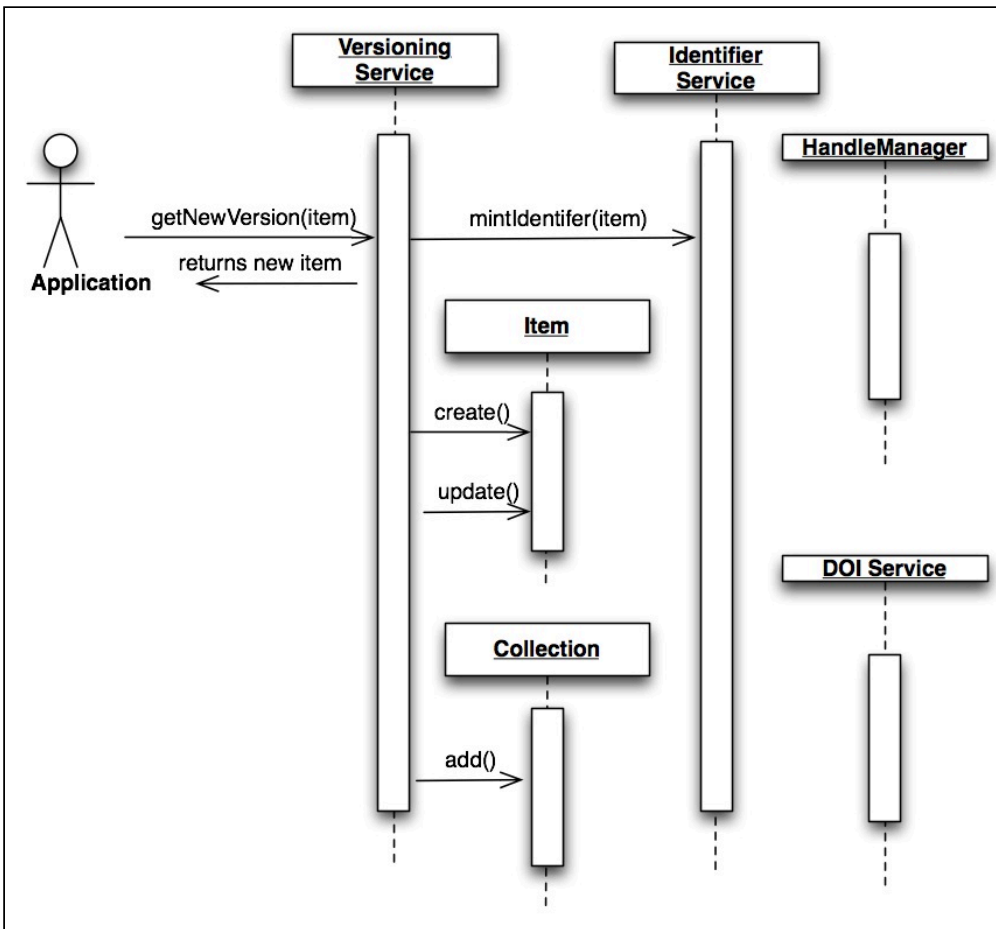 Versioning
Service
Identifier
Service
HandleManager
getNewVersion(item)
mintIdentifer(item)
returns new item
Application
Item
create()
update()
DOI Service
Collection
add()